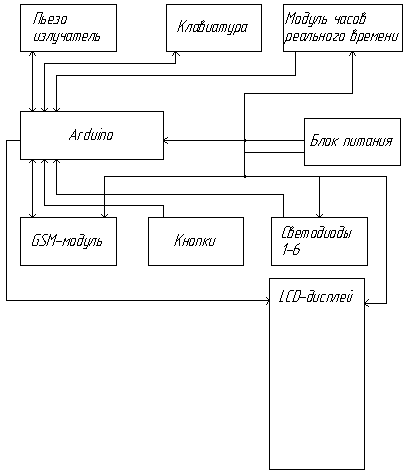 Пьезо
излучатель
Клавиатура
Модуль часов
реального времени
Arduino
Блок питания
GSM-модуль
Кнопки
Светодиоды
1-6
LCD-дисплей